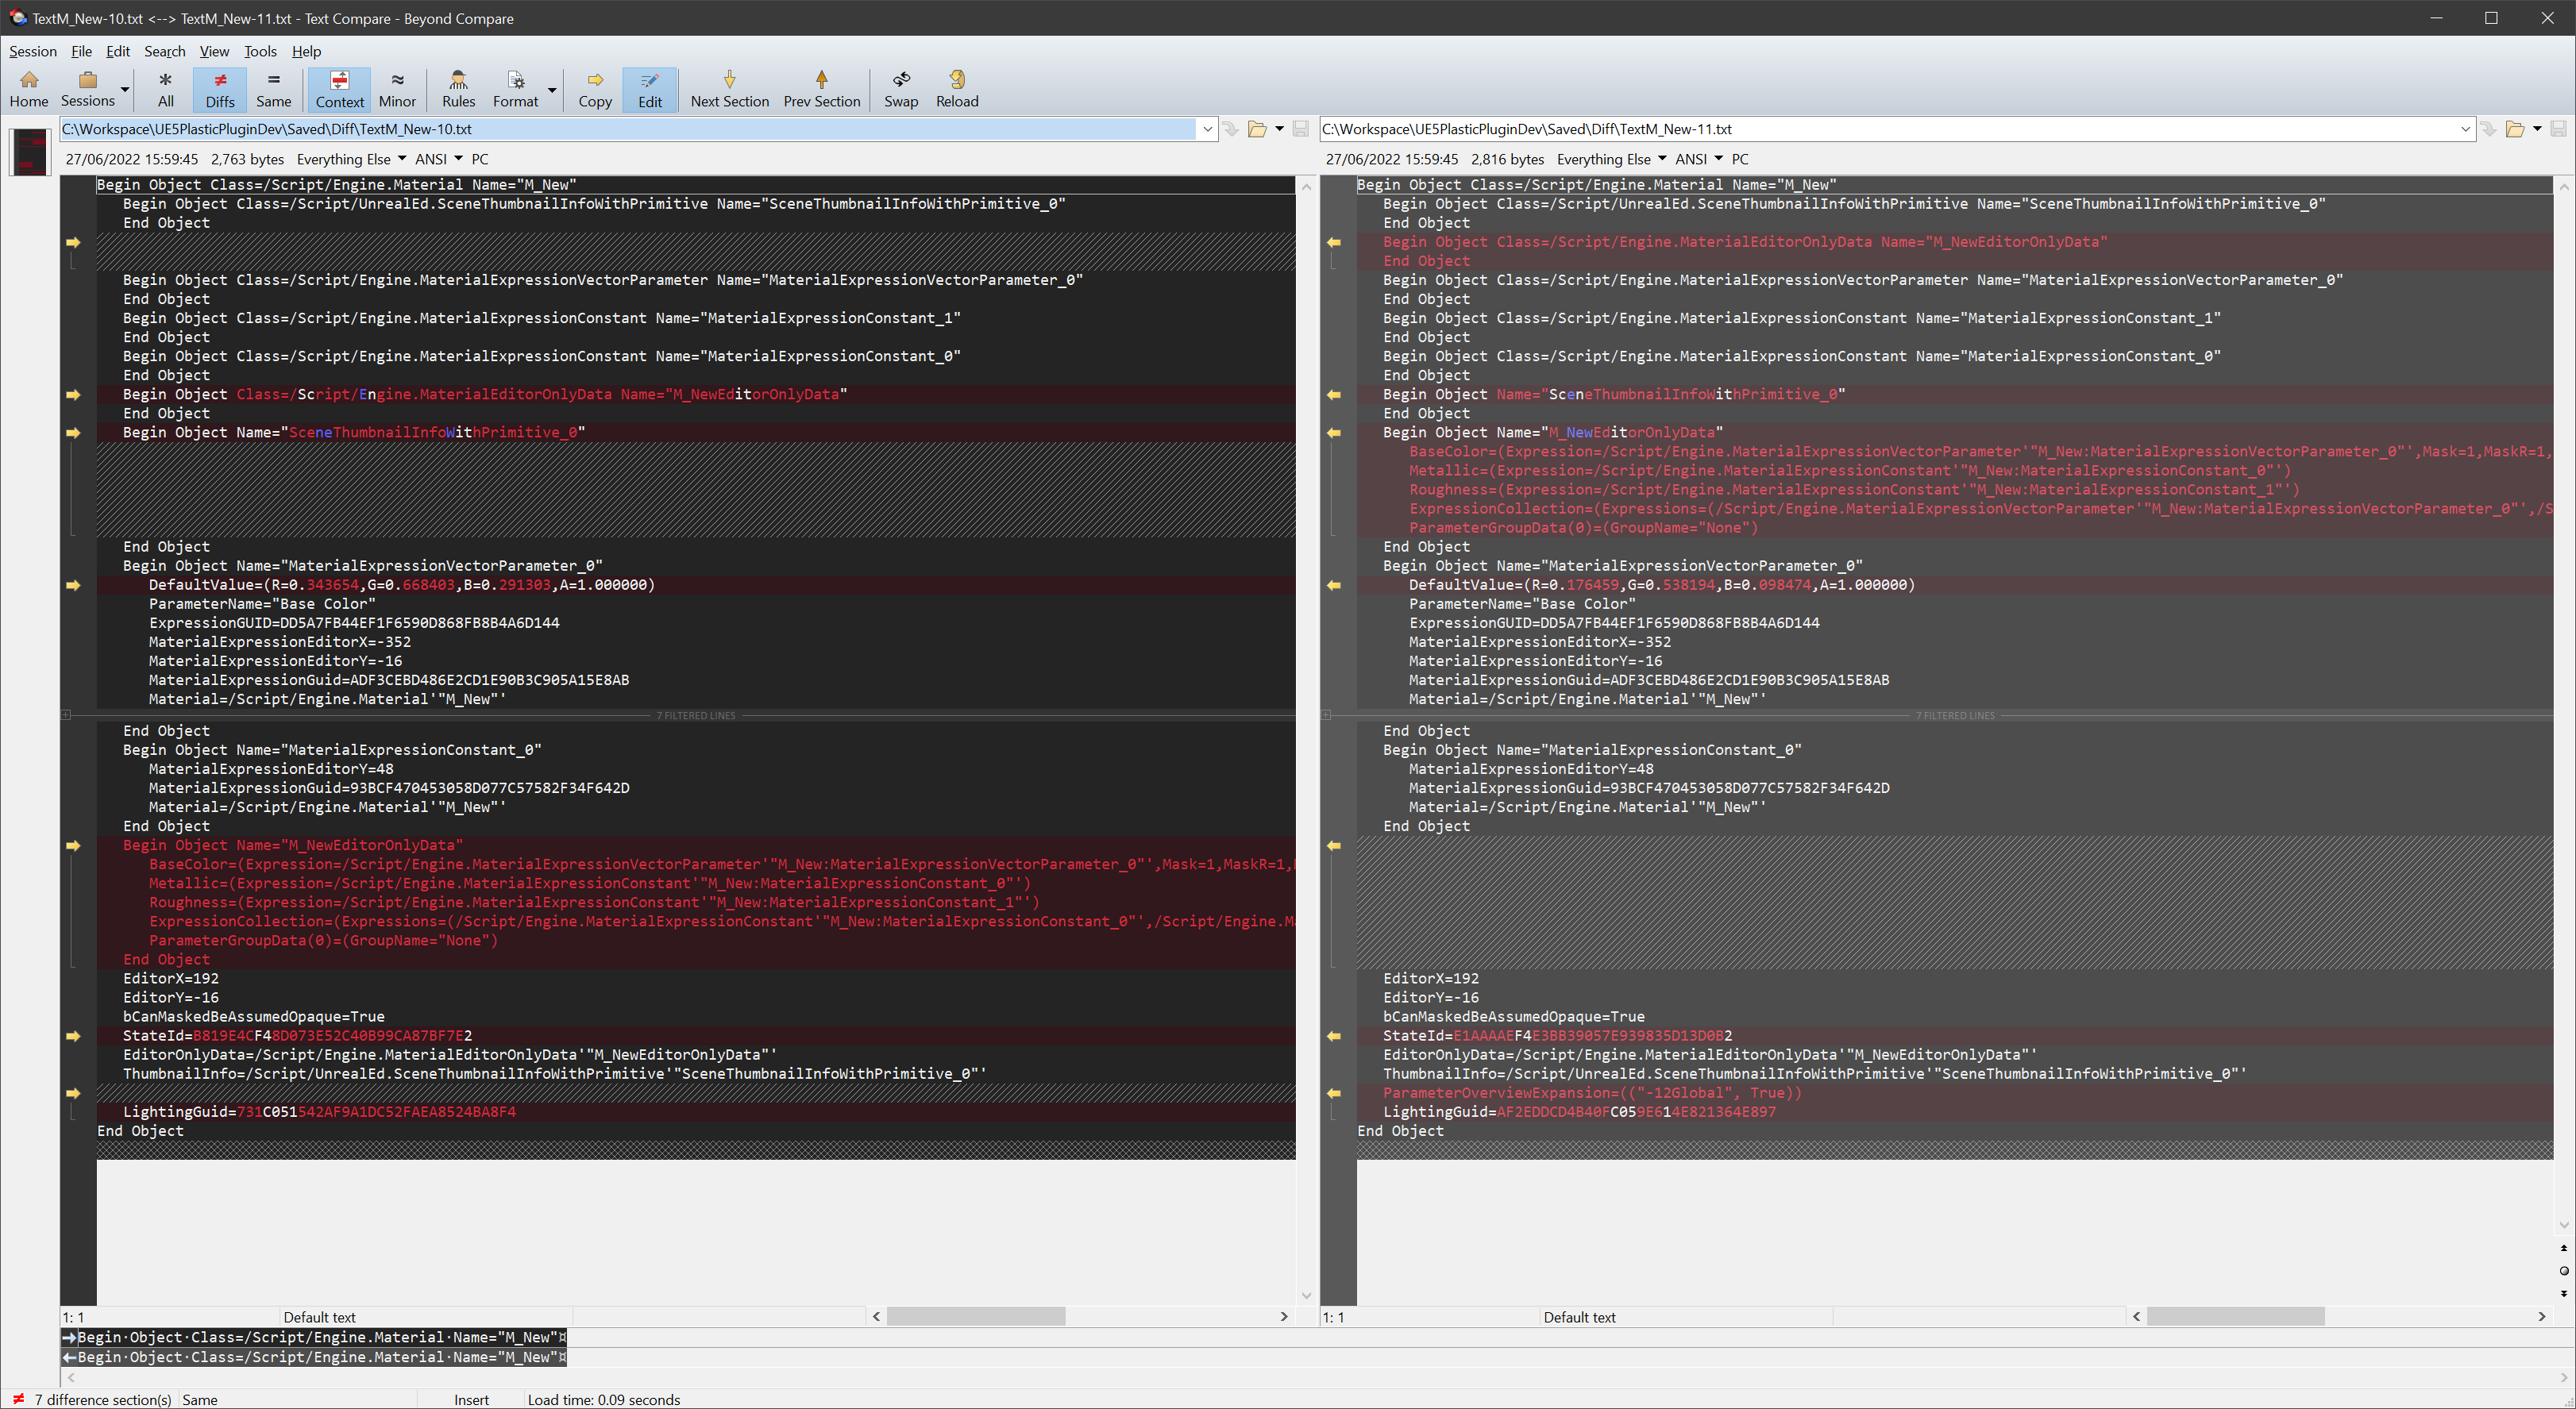 TextM_New-10.txt <--> TextM_New-11.txt - Text Compare - Beyond Compare
Session File Edit Search View Tools Help
Home Sessions All Diffs Same Context Minor Rules Format Copy Edit Next Section Prev Section Swap Reload
C:\Workspace\UE5PlasticPluginDev\Saved\Diff\TextM_New-10.txt
27/06/2022 15:59:45 2,763 bytes Everything Else ANSI PC
Begin Object Class=/Script/Engine.Material Name="M_New"
Begin Object Class=/Script/UnrealEd.SceneThumbnailInfoWithPrimitive Name="SceneThumbnailInfoWithPrimitive_0"
End Object
Begin Object Class=/Script/Engine.MaterialExpressionVectorParameter Name="MaterialExpressionVectorParameter_0"
End Object
Begin Object Class=/Script/Engine.MaterialExpressionConstant Name="MaterialExpressionConstant_1"
End Object
Begin Object Class=/Script/Engine.MaterialExpressionConstant Name="MaterialExpressionConstant_0"
End Object
Begin Object Class=/Script/Engine.MaterialEditorOnlyData Name="M_NewEditorOnlyData"
End Object
Begin Object Name="SceneThumbnailInfoWithPrimitive_0"
End Object
Begin Object Name="MaterialExpressionVectorParameter_0"
DefaultValue=(R=0.343654,G=0.668403,B=0.291303,A=1.000000)
ParameterName="Base Color"
ExpressionGUID=DD5A7FB44EF1F6590D868FB8B4A6D144
MaterialExpressionEditorX=-352
MaterialExpressionEditorY=-16
MaterialExpressionGuid=ADF3CEBD486E2CD1E90B3C905A15E8AB
Material=/Script/Engine.Material'"M_New"'
7 FILTERED LINES
End Object
Begin Object Name="MaterialExpressionConstant_0"
MaterialExpressionEditorY=48
MaterialExpressionGuid=93BCF470453058D077C57582F34F642D
Material=/Script/Engine.Material'"M_New"'
End Object
Begin Object Name="M_NewEditorOnlyData"
BaseColor=(Expression=/Script/Engine.MaterialExpressionVectorParameter'"M_New:MaterialExpressionVectorParameter_0"',Mask=1,MaskR=1,
Metallic=(Expression=/Script/Engine.MaterialExpressionConstant'"M_New:MaterialExpressionConstant_0"')
Roughness=(Expression=/Script/Engine.MaterialExpressionConstant'"M_New:MaterialExpressionConstant_1"')
ExpressionCollection=(Expressions=(/Script/Engine.MaterialExpressionConstant'"M_New:MaterialExpressionConstant_0"',/Script/Engine.M
ParameterGroupData(0)=(GroupName="None")
End Object
EditorX=192
EditorY=-16
bCanMaskedBeAssumedOpaque=True
StateId=B819E4CF48D073E52C40B99CA87BF7E2
EditorOnlyData=/Script/Engine.MaterialEditorOnlyData'"M_NewEditorOnlyData"'
ThumbnailInfo=/Script/UnrealEd.SceneThumbnailInfoWithPrimitive'"SceneThumbnailInfoWithPrimitive_0"'
LightingGuid=731C051542AF9A1DC52FAEA8524BA8F4
End Object
1: 1 Default text
C:\Workspace\UE5PlasticPluginDev\Saved\Diff\TextM_New-11.txt
27/06/2022 15:59:45 2,816 bytes Everything Else ANSI PC
Begin Object Class=/Script/Engine.Material Name="M_New"
Begin Object Class=/Script/UnrealEd.SceneThumbnailInfoWithPrimitive Name="SceneThumbnailInfoWithPrimitive_0"
End Object
Begin Object Class=/Script/Engine.MaterialEditorOnlyData Name="M_NewEditorOnlyData"
End Object
Begin Object Class=/Script/Engine.MaterialExpressionVectorParameter Name="MaterialExpressionVectorParameter_0"
End Object
Begin Object Class=/Script/Engine.MaterialExpressionConstant Name="MaterialExpressionConstant_1"
End Object
Begin Object Class=/Script/Engine.MaterialExpressionConstant Name="MaterialExpressionConstant_0"
End Object
Begin Object Name="SceneThumbnailInfoWithPrimitive_0"
End Object
Begin Object Name="M_NewEditorOnlyData"
BaseColor=(Expression=/Script/Engine.MaterialExpressionVectorParameter'"M_New:MaterialExpressionVectorParameter_0"',Mask=1,MaskR=1,
Metallic=(Expression=/Script/Engine.MaterialExpressionConstant'"M_New:MaterialExpressionConstant_0"')
Roughness=(Expression=/Script/Engine.MaterialExpressionConstant'"M_New:MaterialExpressionConstant_1"')
ExpressionCollection=(Expressions=(/Script/Engine.MaterialExpressionVectorParameter'"M_New:MaterialExpressionVectorParameter_0"',/S
ParameterGroupData(0)=(GroupName="None")
End Object
Begin Object Name="MaterialExpressionVectorParameter_0"
DefaultValue=(R=0.176459,G=0.538194,B=0.098474,A=1.000000)
ParameterName="Base Color"
ExpressionGUID=DD5A7FB44EF1F6590D868FB8B4A6D144
MaterialExpressionEditorX=-352
MaterialExpressionEditorY=-16
MaterialExpressionGuid=ADF3CEBD486E2CD1E90B3C905A15E8AB
Material=/Script/Engine.Material'"M_New"'
7 FILTERED LINES
End Object
Begin Object Name="MaterialExpressionConstant_0"
MaterialExpressionEditorY=48
MaterialExpressionGuid=93BCF470453058D077C57582F34F642D
Material=/Script/Engine.Material'"M_New"'
End Object
EditorX=192
EditorY=-16
bCanMaskedBeAssumedOpaque=True
StateId=E1AAAAEF4E3BB39057E939835D13D0B2
EditorOnlyData=/Script/Engine.MaterialEditorOnlyData'"M_NewEditorOnlyData"'
ThumbnailInfo=/Script/UnrealEd.SceneThumbnailInfoWithPrimitive'"SceneThumbnailInfoWithPrimitive_0"'
ParameterOverviewExpansion=(("-12Global", True))
LightingGuid=AF2EDDCD4B40FC059E614E821364E897
End Object
1: 1 Default text
Begin·Object·Class=/Script/Engine.Material·Name="M_New"¤
Begin·Object·Class=/Script/Engine.Material·Name="M_New"¤
7 difference section(s) Same Insert Load time: 0.09 seconds